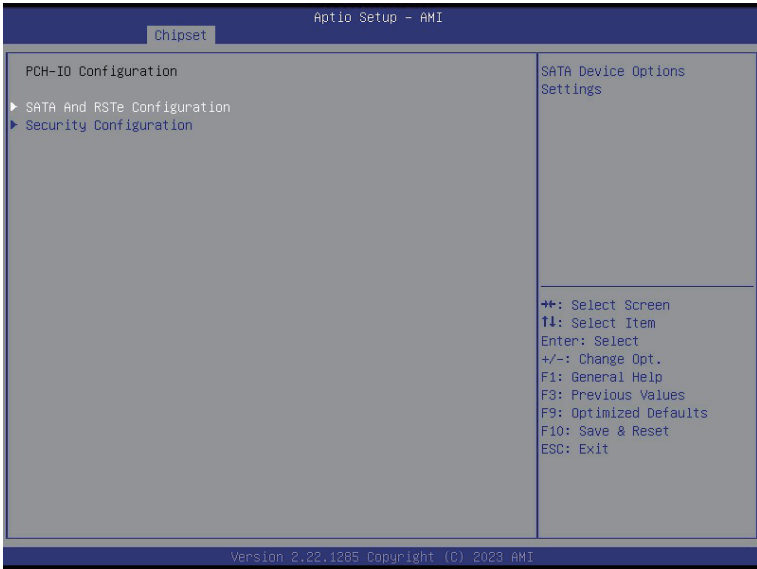 Aptio Setup – AMI
Chipset
PCH-IO Configuration
SATA And RSTe Configuration
Security Configuration
SATA Device Options
Settings
→←: Select Screen
↑↓: Select Item
Enter: Select
+/-: Change Opt.
F1: General Help
F3: Previous Values
F9: Optimized Defaults
F10: Save & Reset
ESC: Exit
Version 2.22.1285 Copyright (C) 2023 AMI